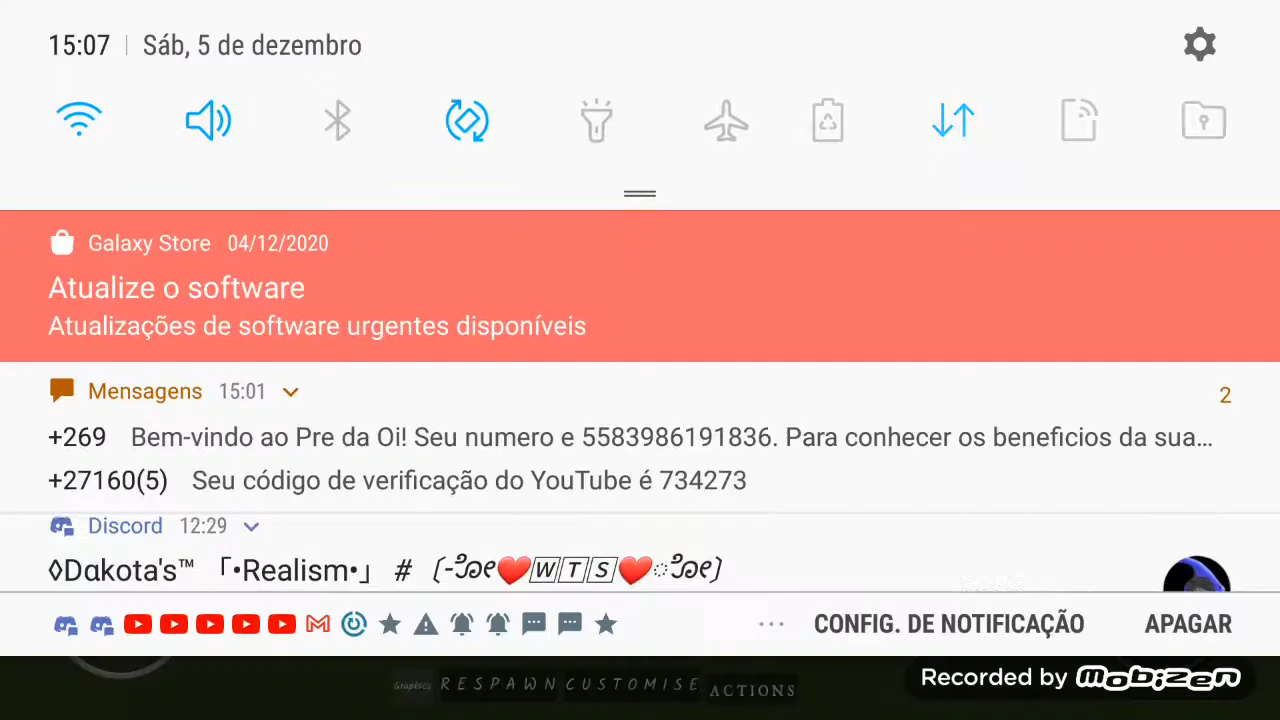 15:07 | Sáb, 5 de dezembro
Galaxy Store 04/12/2020
Atualize o software
Atualizações de software urgentes disponíveis
Mensagens 15:01
2
+269 Bem-vindo ao Pre da Oi! Seu numero e 5583986191836. Para conhecer os beneficios da sua...
+27160(5) Seu código de verificação do YouTube é 734273
Discord 12:29
◊Dαkota's™ 「•Realism•」 # ❤️🅆🅃🅂❤️
... CONFIG. DE NOTIFICAÇÃO APAGAR
Graphics RESPAWN CUSTOMISE ACTIONS
Recorded by mobizen